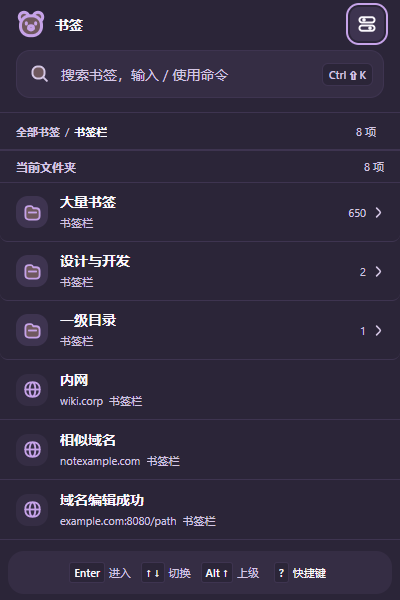 书签
搜索书签，输入 / 使用命令 Ctrl ⇧ K
全部书签 / 书签栏 8 项
当前文件夹 8 项
大量书签
书签栏 650
设计与开发
书签栏 2
一级目录
书签栏 1
内网
wiki.corp 书签栏
相似域名
notexample.com 书签栏
域名编辑成功
example.com:8080/path 书签栏
Enter 进入 ↑↓ 切换 Alt ↑ 上级 ? 快捷键